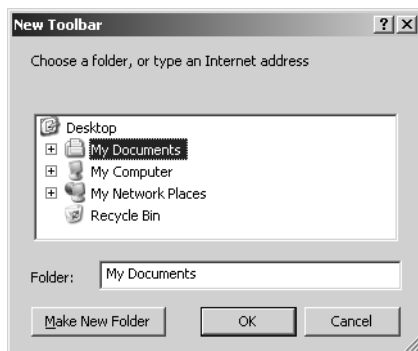 New Toolbar
Choose a folder, or type an Internet address
Desktop
My Documents
My Computer
My Network Places
Recycle Bin
Folder: My Documents
Make New Folder OK Cancel